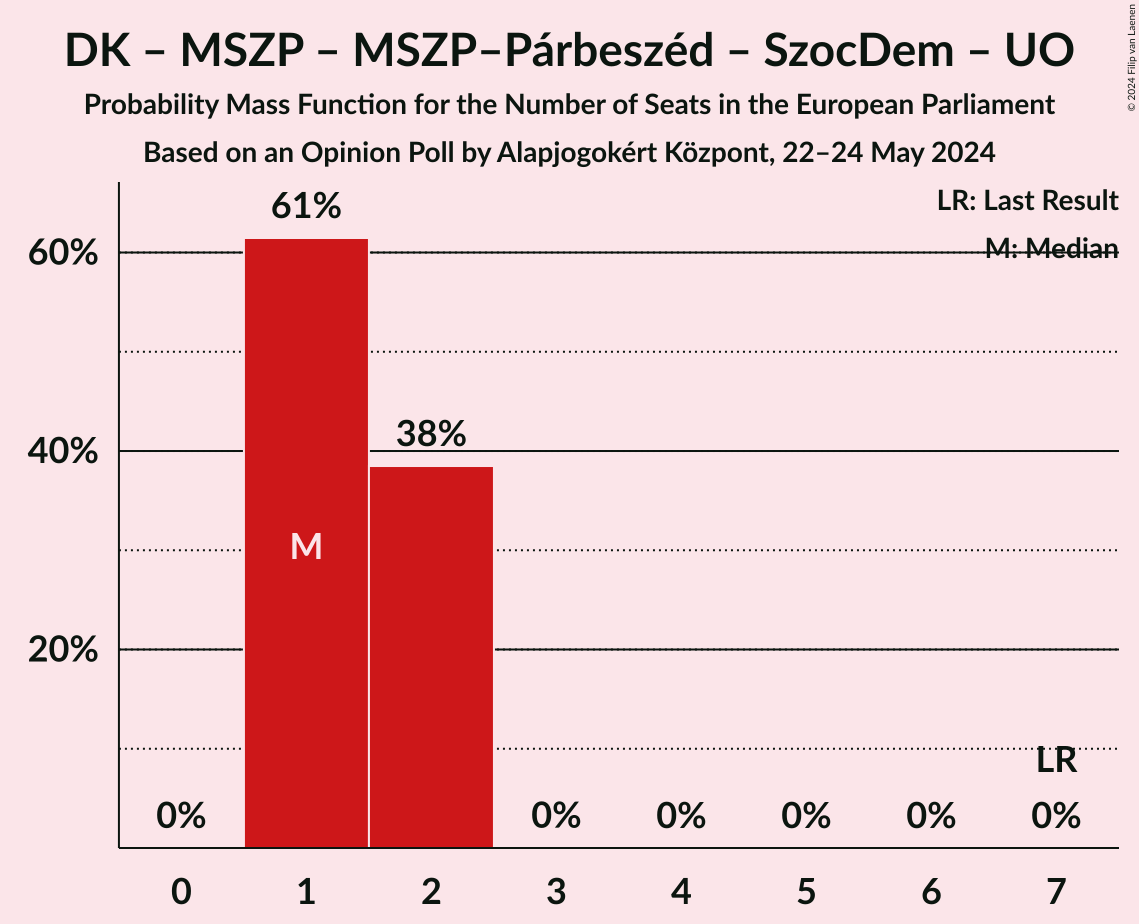 DK – MSZP – MSZP–Párbeszéd – SzocDem – UO
Probability Mass Function for the Number of Seats in the European Parliament
Based on an Opinion Poll by Alapjogokért Központ, 22–24 May 2024
© 2024 Filip van Laenen
LR: Last Result
M: Median
61%
60%
38%
40%
M
20%
LR
0% 0% 0% 0% 0% 0%
0 1 2 3 4 5 6 7